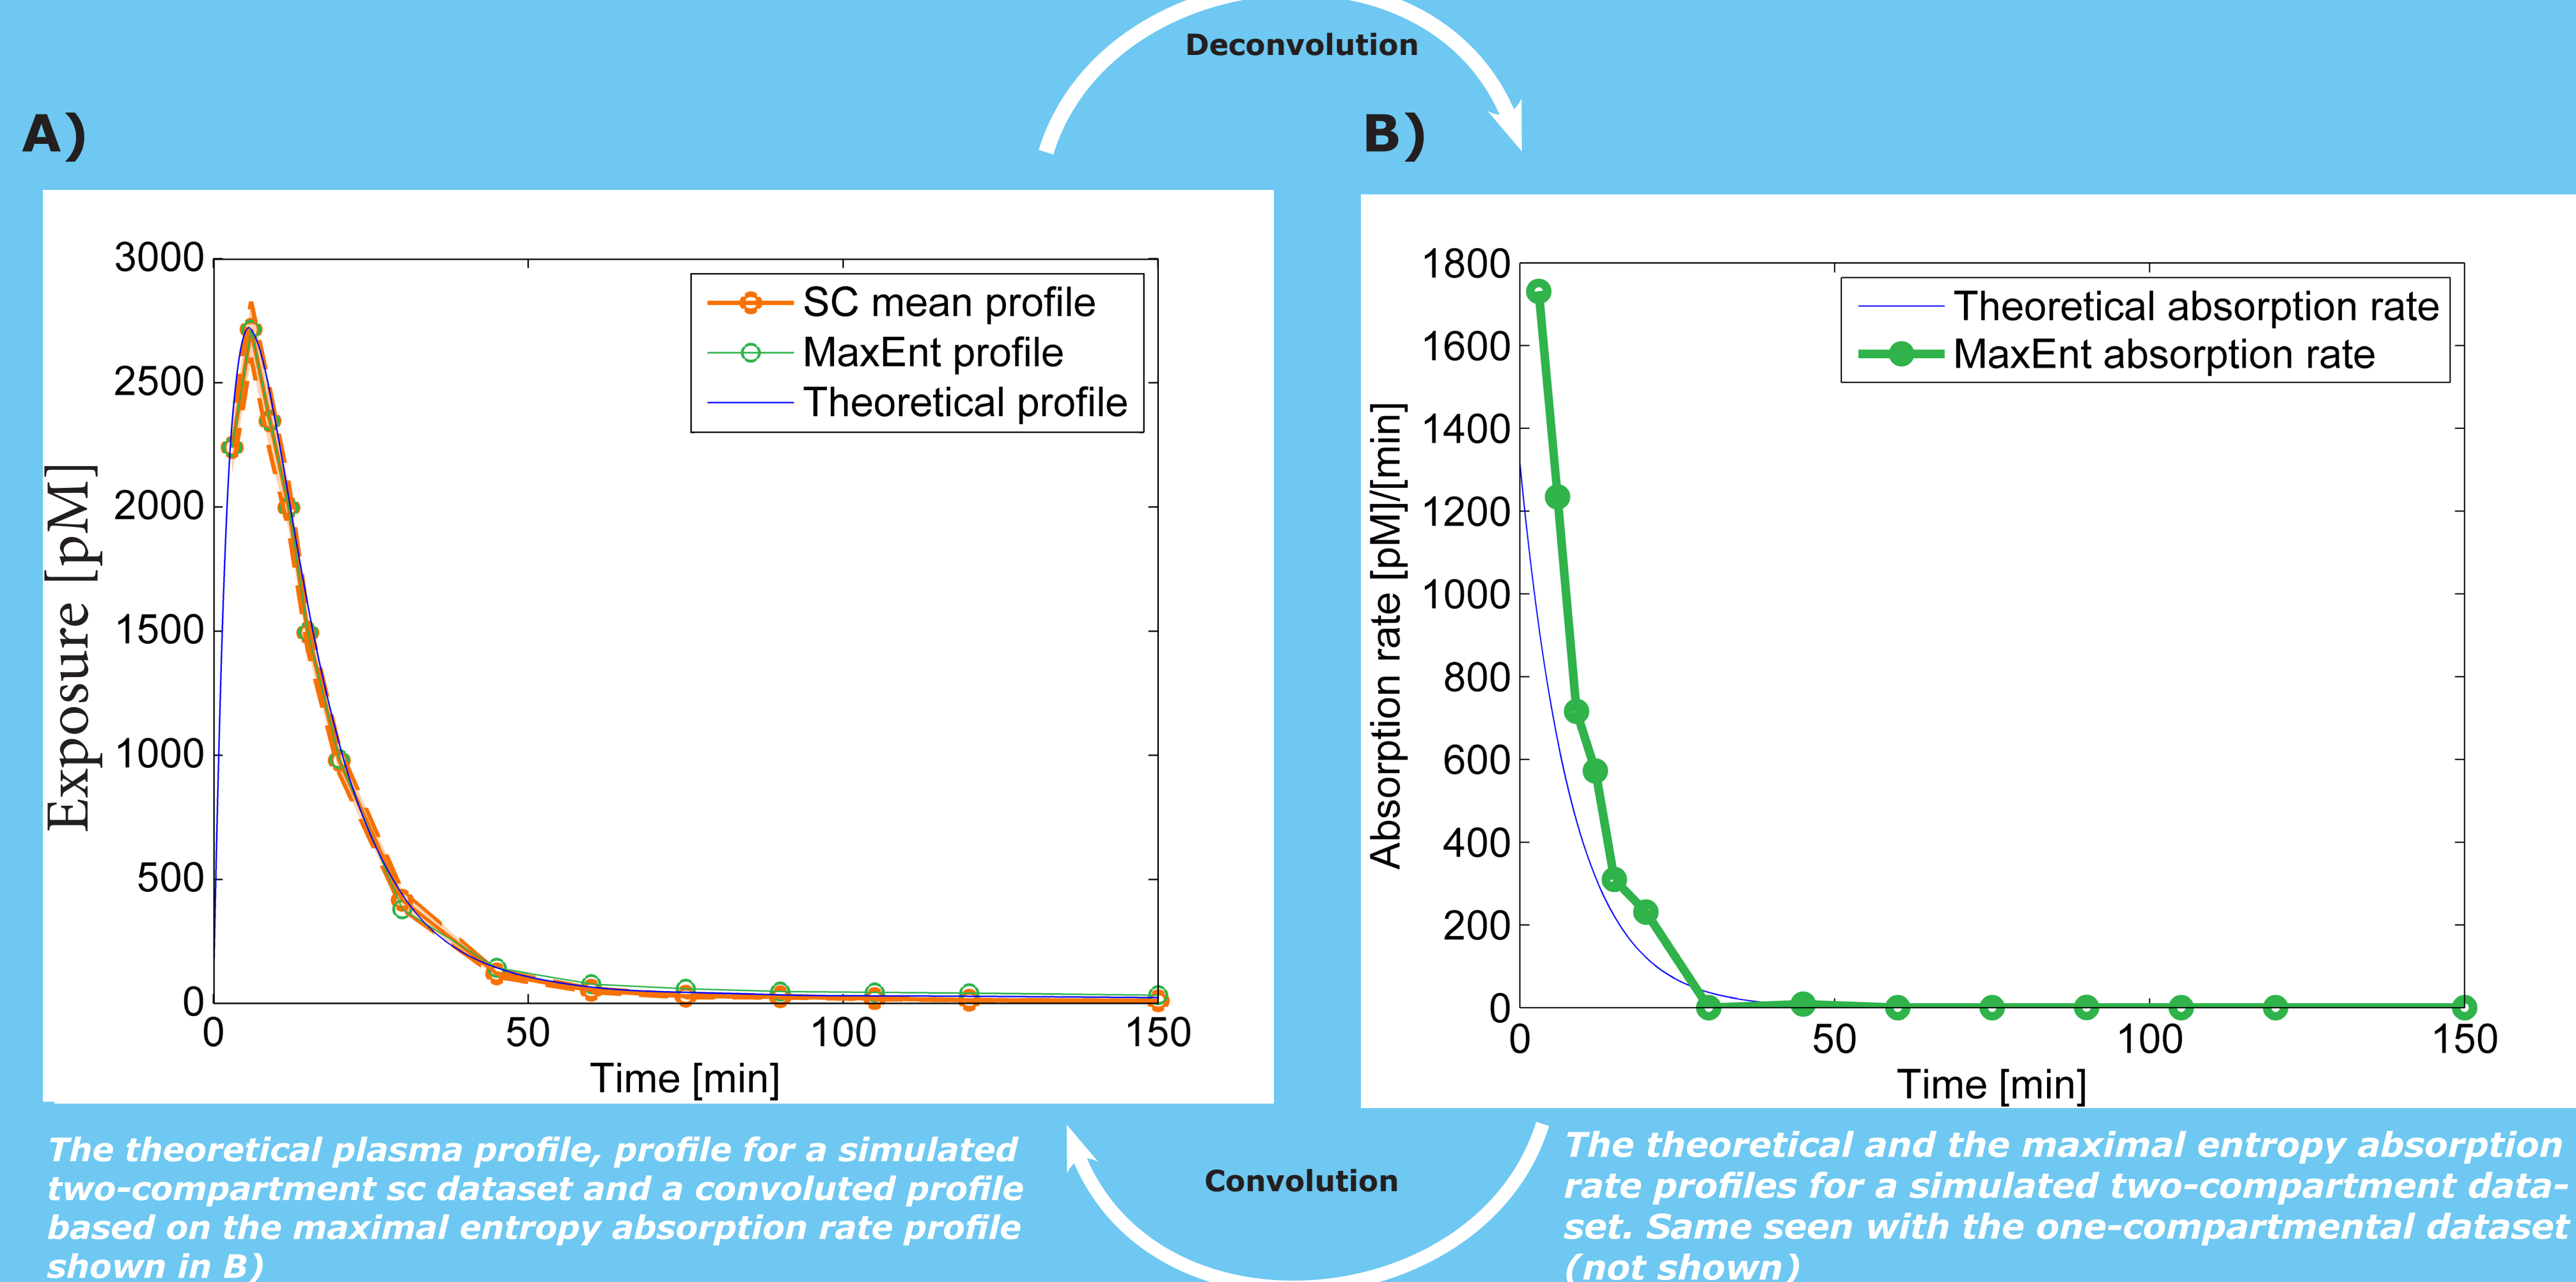 Deconvolution
A)
B)
3000
2500
2000
1500
1000
500
0
0
50
100
150
Exposure [pM]
Time [min]
SC mean profile
MaxEnt profile
Theoretical profile
1800
1600
1400
1200
1000
800
600
400
200
0
0
50
100
150
Absorption rate [pM]/[min]
Time [min]
Theoretical absorption rate
MaxEnt absorption rate
The theoretical plasma profile, profile for a simulated
two-compartment sc dataset and a convoluted profile
based on the maximal entropy absorption rate profile
shown in B)
Convolution
The theoretical and the maximal entropy absorption
rate profiles for a simulated two-compartment data-
set. Same seen with the one-compartmental dataset
(not shown)